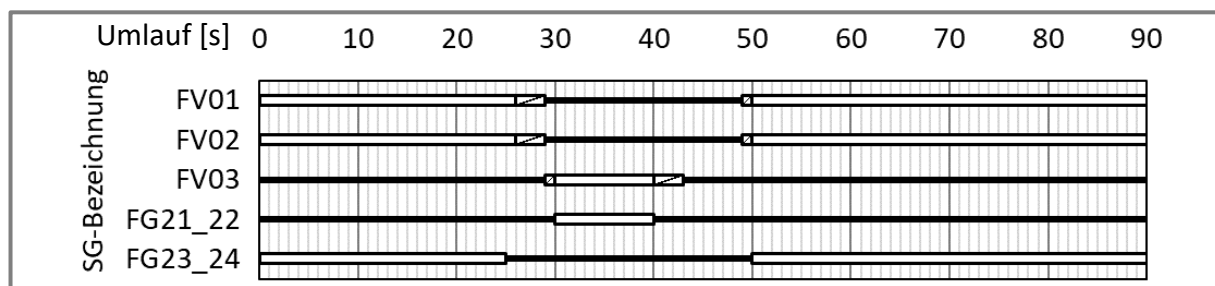 Umlauf [s] 0 10 20 30 40 50 60 70 80 90
SG-Bezeichnung
FV01
FV02
FV03
FG21_22
FG23_24